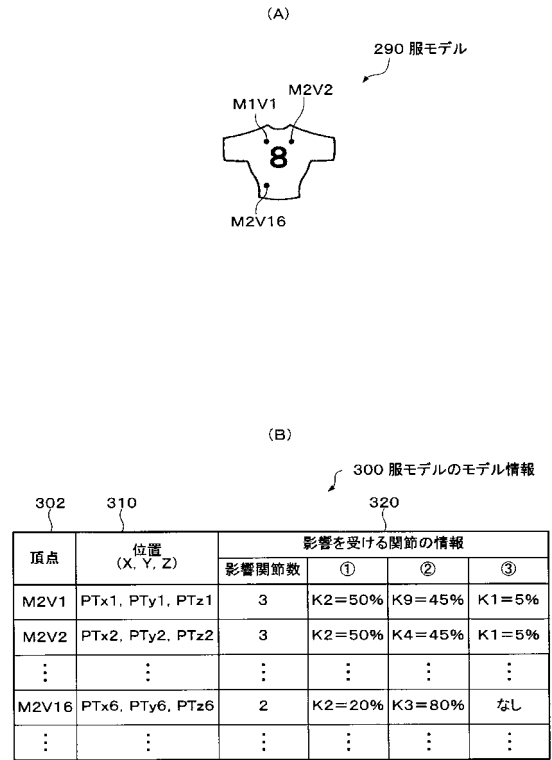 (A)
290 服モデル
M1V1
M2V2
8
M2V16
(B)
300 服モデルのモデル情報
302
310
320
頂点
位置
(X, Y, Z)
影響を受ける関節の情報
影響関節数
①
②
③
M2V1 PTx1, PTy1, PTz1 3 K2=50% K9=45% K1=5%
M2V2 PTx2, PTy2, PTz2 3 K2=50% K4=45% K1=5%
⋮ ⋮ ⋮ ⋮ ⋮ ⋮
M2V16 PTx6, PTy6, PTz6 2 K2=20% K3=80% なし
⋮ ⋮ ⋮ ⋮ ⋮ ⋮